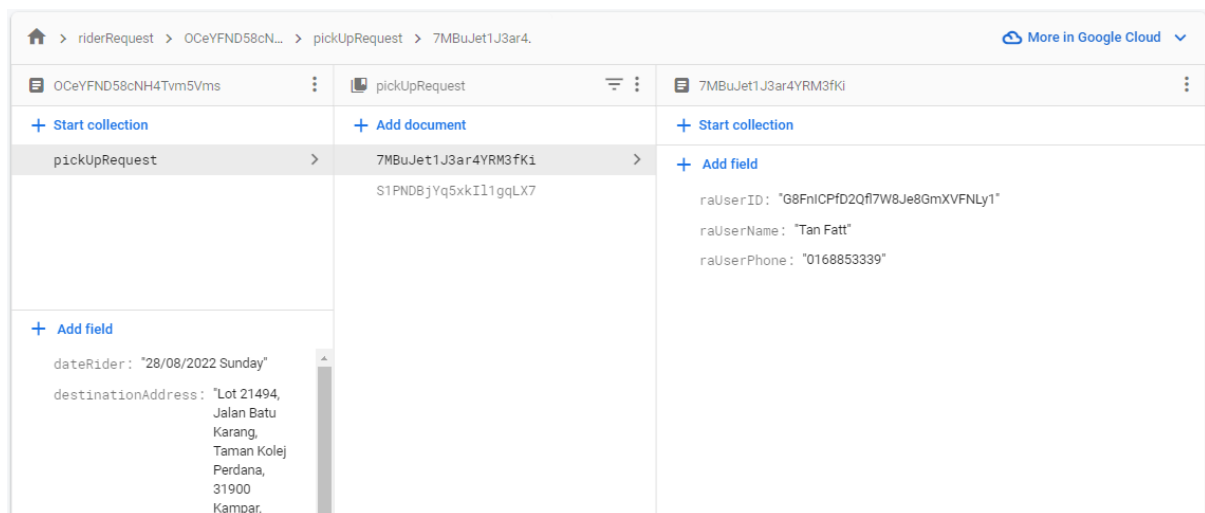 riderRequest > OCeYFND58cN... > pickUpRequest > 7MBuJet1J3ar4. More in Google Cloud
OCeYFND58cNH4Tvm5Vms
pickUpRequest
7MBuJet1J3ar4YRM3fKi
+ Start collection
+ Add document
+ Start collection
pickUpRequest
7MBuJet1J3ar4YRM3fKi
+ Add field
S1PNDBjYq5xkIl1gqLX7
raUserID: "G8FnICPfD2Qfl7W8Je8GmXVFNLy1"
raUserName: "Tan Fatt"
raUserPhone: "0168853339"
+ Add field
dateRider: "28/08/2022 Sunday"
destinationAddress: "Lot 21494,
Jalan Batu
Karang,
Taman Kolej
Perdana,
31900
Kampar,